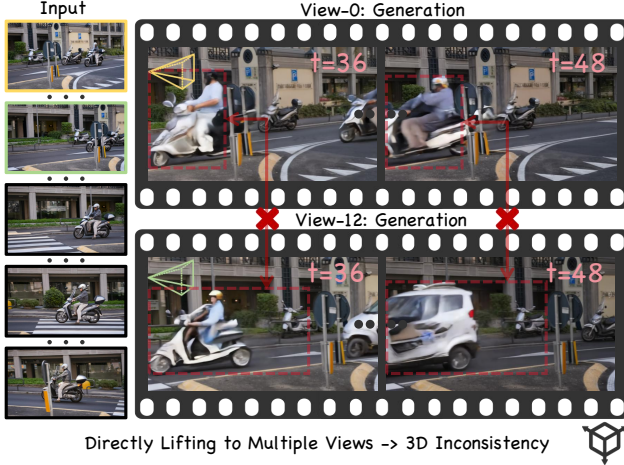 Input
View-0: Generation
t=36
t=48
View-12: Generation
t=36
t=48
Directly Lifting to Multiple Views -> 3D Inconsistency